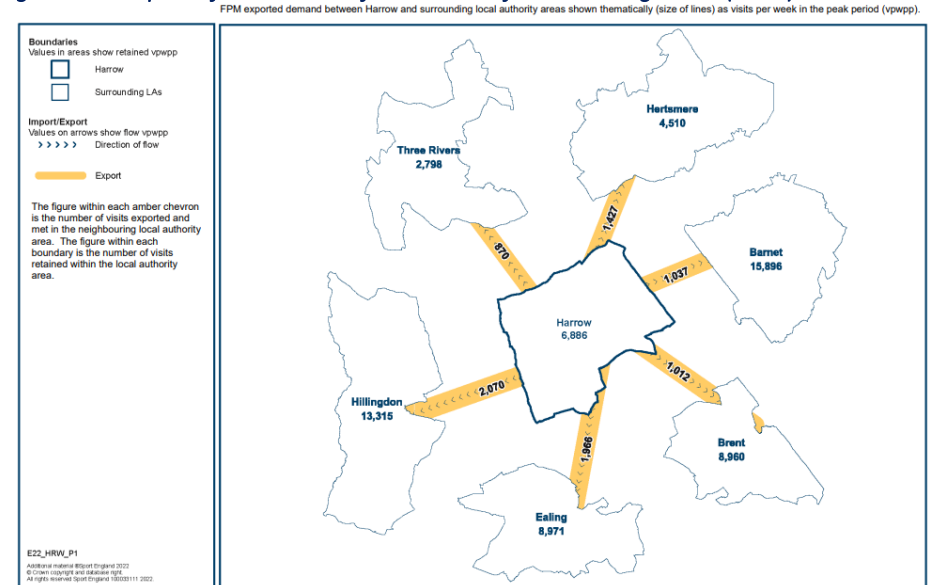 FPM exported demand between Harrow and surrounding local authority areas shown thematically (size of lines) as visits per week in the peak period (vpwpp).
Boundaries
Values in areas show retained vpwpp
Harrow
Surrounding LAs
Import/Export
Values on arrows show flow vpwpp
> > > > > Direction of flow
Export
The figure within each amber chevron
is the number of visits exported and
met in the neighbouring local authority
area. The figure within each
boundary is the number of visits
retained within the local authority
area.
E22_HRW_P1
Additional material ©Sport England 2022
© Crown copyright and database right.
All rights reserved Sport England 100033111 2022
Hertsmere
4,510
Three Rivers
2,798
1,427
870
Barnet
15,896
1,037
Harrow
6,886
1,012
2,070
Hillingdon
13,315
1,966
Brent
8,960
Ealing
8,971